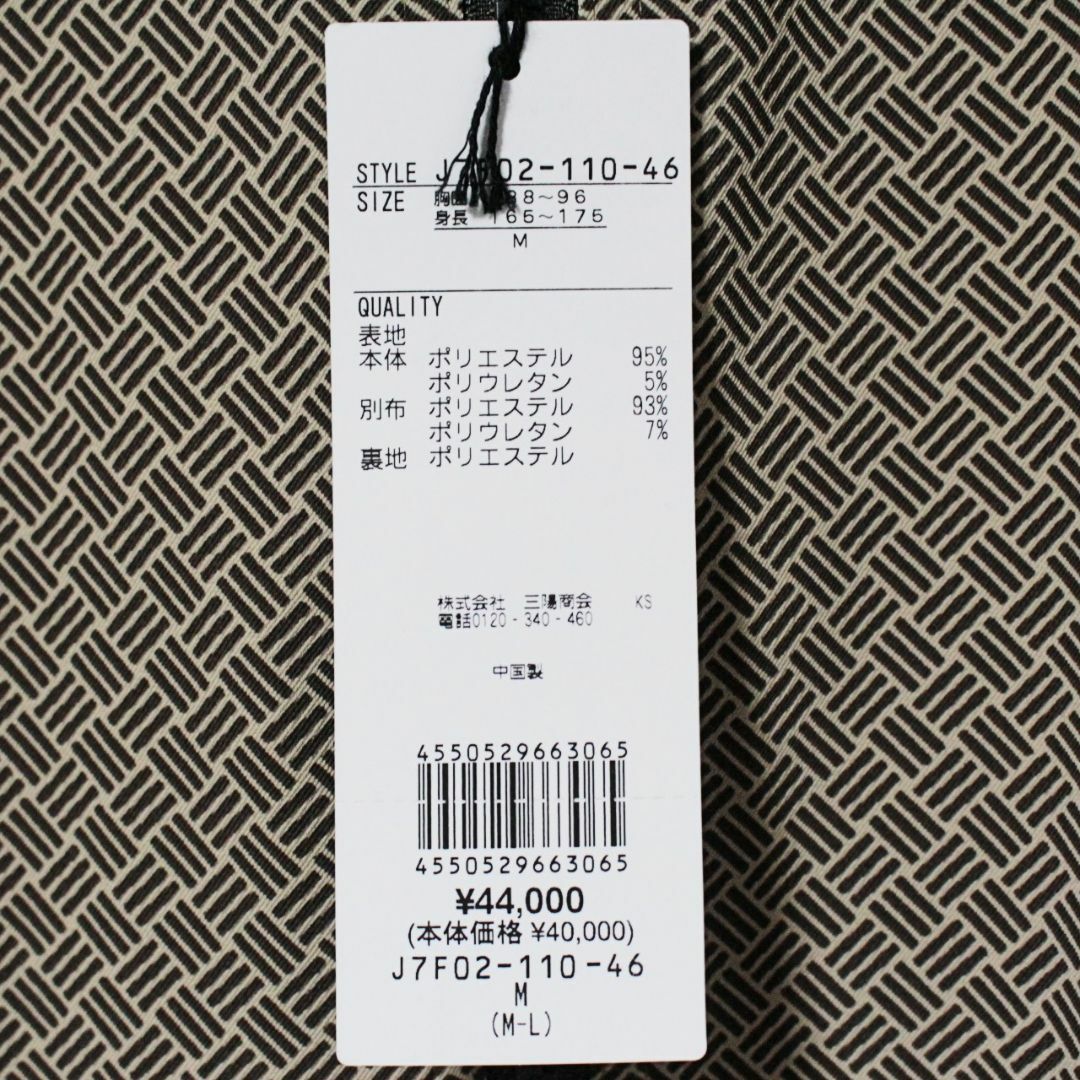 STYLE J7F02-110-46
SIZE 胸囲 88～96
身長 165～175
M
QUALITY
表地
本体 ポリエステル 95%
ポリウレタン 5%
別布 ポリエステル 93%
ポリウレタン 7%
裏地 ポリエステル
株式会社 三陽商会 KS
電話0120-340-460
中国製
4550529663065
4550529663065
¥44,000
(本体価格 ¥40,000)
J7F02-110-46
M
(M-L)